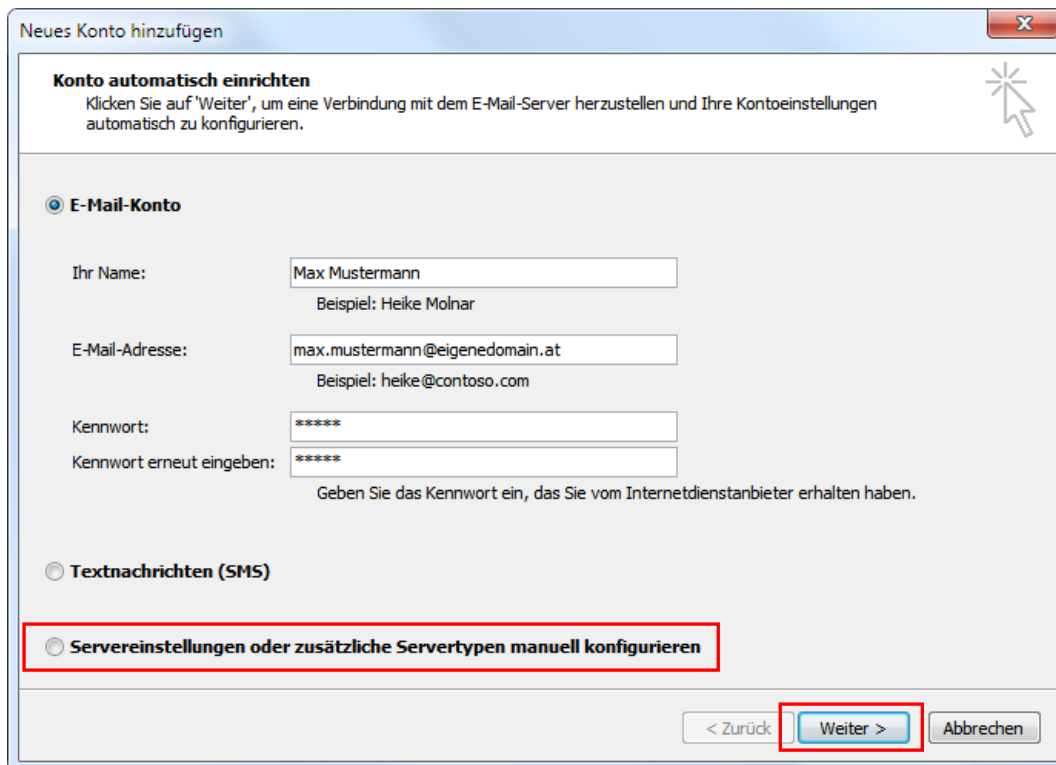 Neues Konto hinzufügen
Konto automatisch einrichten
Klicken Sie auf 'Weiter', um eine Verbindung mit dem E-Mail-Server herzustellen und Ihre Kontoeinstellungen
automatisch zu konfigurieren.
E-Mail-Konto
Ihr Name: Max Mustermann
Beispiel: Heike Molnar
E-Mail-Adresse: max.mustermann@eigenedomain.at
Beispiel: heike@contoso.com
Kennwort: *****
Kennwort erneut eingeben: *****
Geben Sie das Kennwort ein, das Sie vom Internetdienstanbieter erhalten haben.
Textnachrichten (SMS)
Servereinstellungen oder zusätzliche Servertypen manuell konfigurieren
< Zurück Weiter > Abbrechen